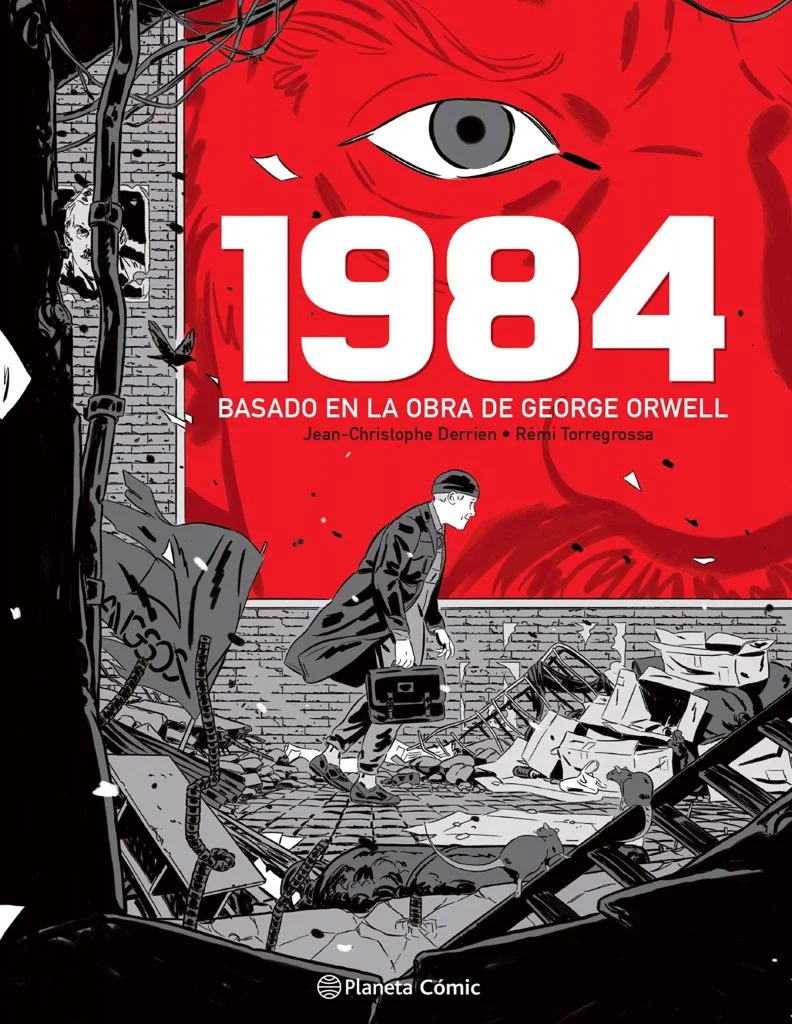 1984
BASADO EN LA OBRA DE GEORGE ORWELL
Jean-Christophe Derrien • Rémi Torregrossa
Planeta Cómic